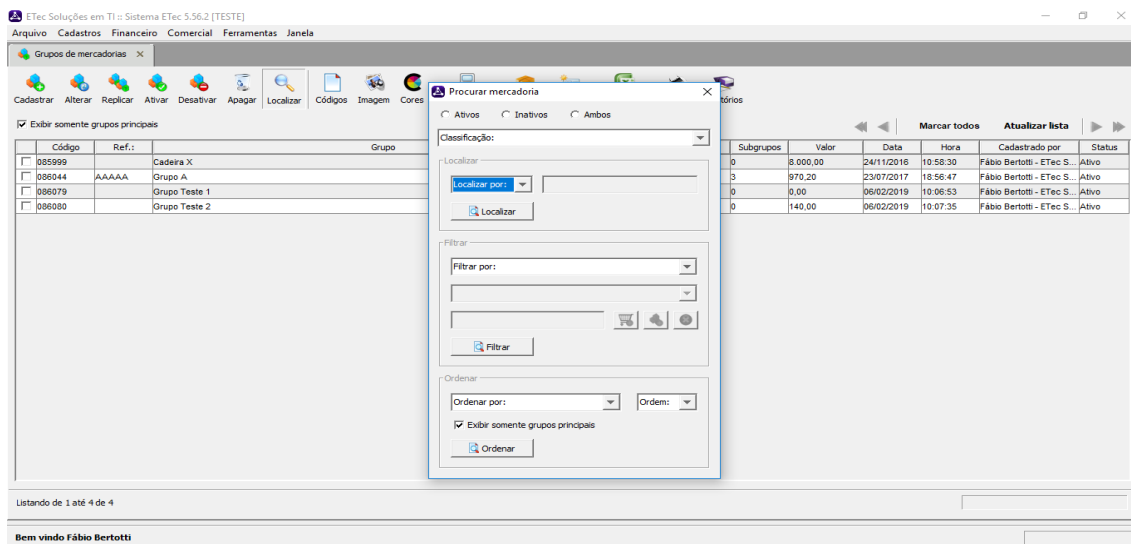 ETec Soluções em TI :: Sistema ETec 5.56.2 [TESTE]
Arquivo Cadastros Financeiro Comercial Ferramentas Janela
Grupos de mercadorias
Cadastrar Alterar Replicar Ativar Desativar Apagar Localizar Códigos Imagem Cores
Exibir somente grupos principais
Marcar todos Atualizar lista
Código Ref.: Grupo Subgrupos Valor Data Hora Cadastrado por Status
085999 Cadeira X 0 8.000,00 24/11/2016 10:58:30 Fábio Bertotti - ETec S... Ativo
086044 AAAAA Grupo A 3 970,20 23/07/2017 18:56:47 Fábio Bertotti - ETec S... Ativo
086079 Grupo Teste 1 0 0,00 06/02/2019 10:06:53 Fábio Bertotti - ETec S... Ativo
086080 Grupo Teste 2 0 140,00 06/02/2019 10:07:35 Fábio Bertotti - ETec S... Ativo
Procurar mercadoria
Ativos Inativos Ambos
Classificação:
Localizar
Localizar por:
Localizar
Filtrar
Filtrar por:
Filtrar
Ordenar
Ordenar por: Ordem:
Exibir somente grupos principais
Ordenar
Listando de 1 até 4 de 4
Bem vindo Fábio Bertotti